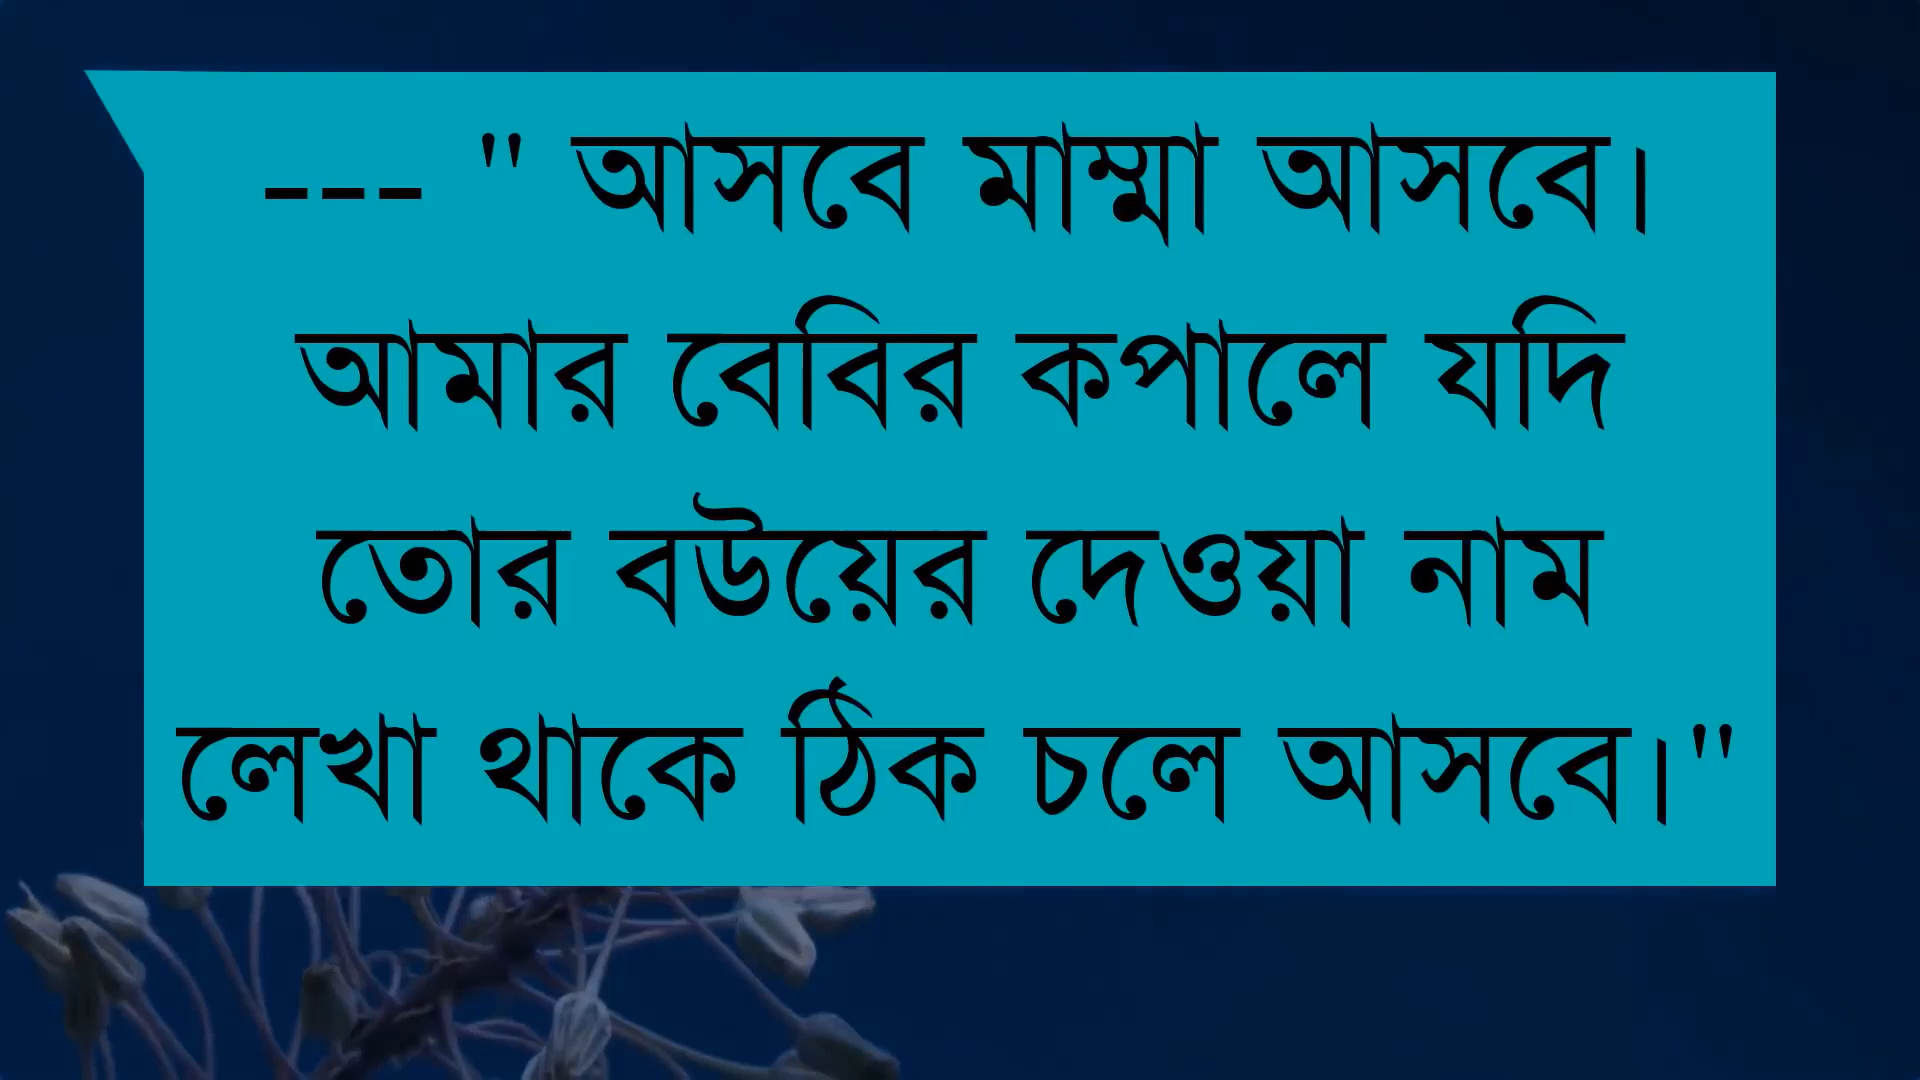 --- " আসবে মাম্মা আসবে।
আমার বেবির কপালে যদি
তোর বউয়ের দেওয়া নাম
লেখা থাকে ঠিক চলে আসবে।"